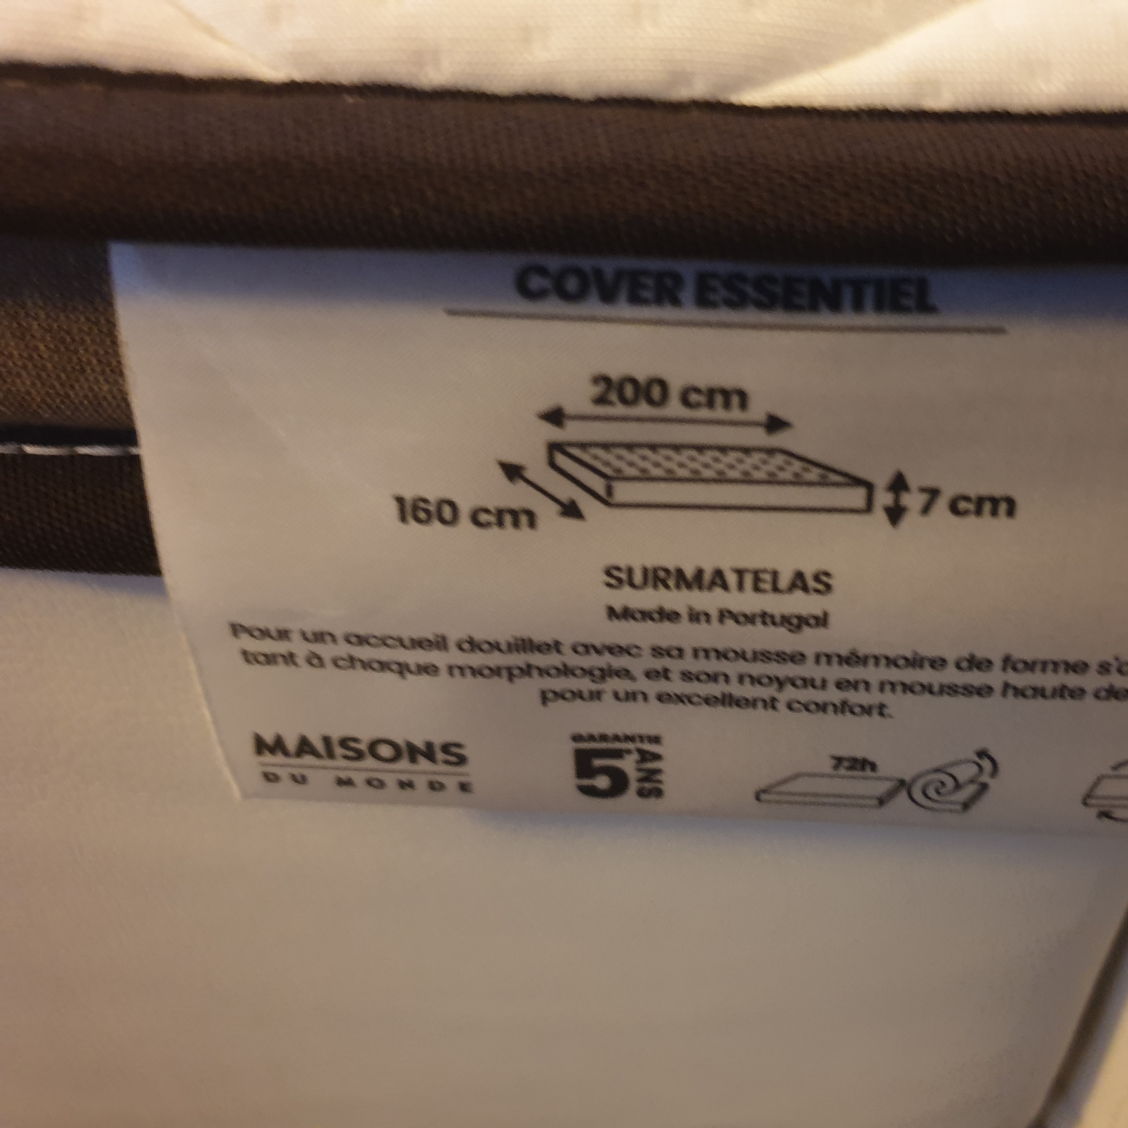 COVER ESSENTIEL
200 cm
160 cm
7 cm
SURMATELAS
Made in Portugal
Pour un accueil douillet avec sa mousse mémoire de forme
tant à chaque morphologie, et son noyau en mousse haute
pour un excellent confort.
MAISONS
DU MONDE
GARANTIE
5 ANS
72h